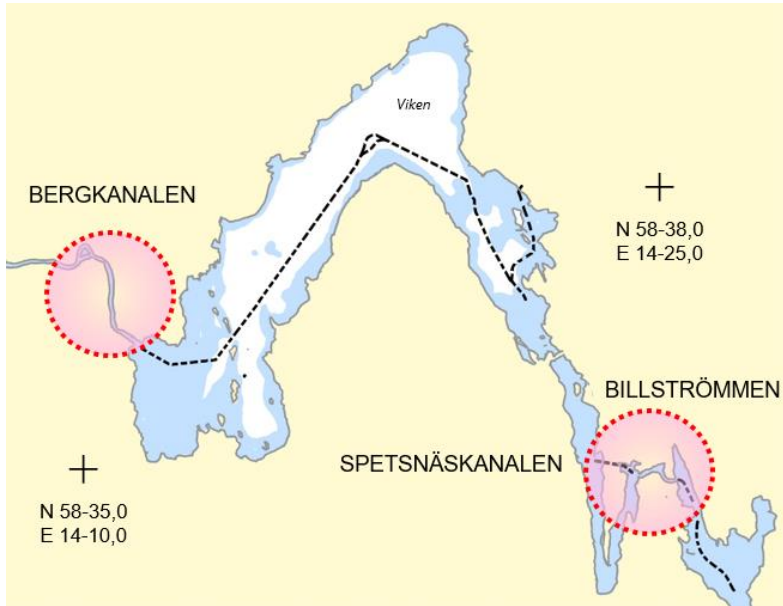 Viken
BERGKANALEN
N 58-38,0
E 14-25,0
BILLSTRÖMMEN
SPETSNÄSKANALEN
N 58-35,0
E 14-10,0